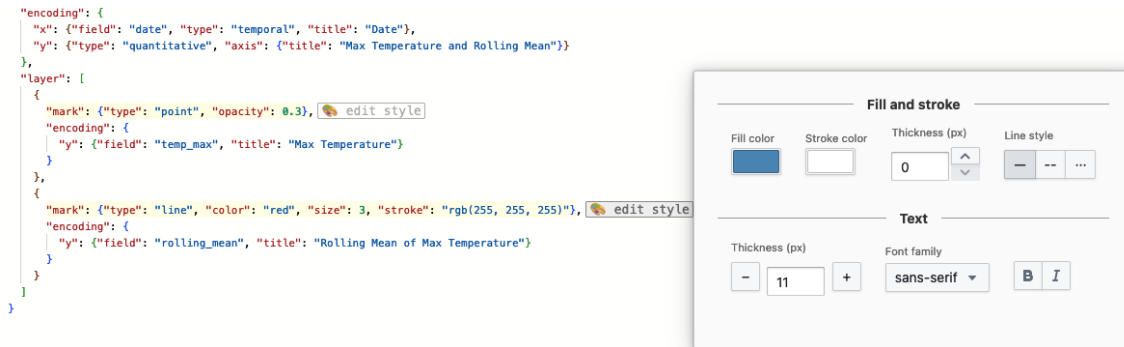 "encoding": {
"x": {"field": "date", "type": "temporal", "title": "Date"},
"y": {"type": "quantitative", "axis": {"title": "Max Temperature and Rolling Mean"}}
},
"layer": [
{
"mark": {"type": "point", "opacity": 0.3}, edit style
"encoding": {
"y": {"field": "temp_max", "title": "Max Temperature"}
}
},
{
"mark": {"type": "line", "color": "red", "size": 3, "stroke": "rgb(255, 255, 255)"}, edit style
"encoding": {
"y": {"field": "rolling_mean", "title": "Rolling Mean of Max Temperature"}
}
}
]
}
Fill and stroke
Fill color Stroke color Thickness (px) Line style
0
Text
Thickness (px) Font family
- 11 + sans-serif B I